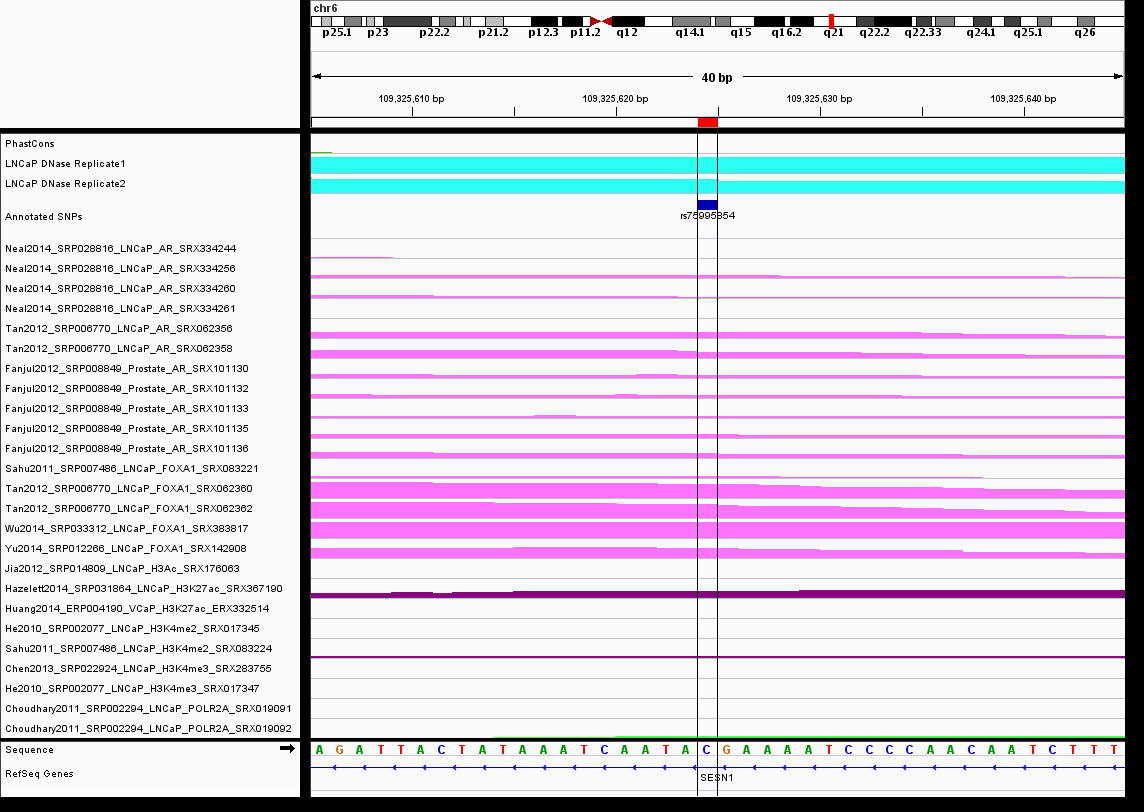 chr6
p25.1 p23 p22.2 p21.2 p12.3 p11.2 q12 q14.1 q15 q16.2 q21 q22.2 q22.33 q24.1 q25.1 q26
40 bp
109,325,610 bp 109,325,620 bp 109,325,630 bp 109,325,640 bp
PhastCons
LNCaP DNase Replicate1
LNCaP DNase Replicate2
Annotated SNPs
rs75995854
Neal2014_SRP028816_LNCaP_AR_SRX334244
Neal2014_SRP028816_LNCaP_AR_SRX334256
Neal2014_SRP028816_LNCaP_AR_SRX334260
Neal2014_SRP028816_LNCaP_AR_SRX334261
Tan2012_SRP006770_LNCaP_AR_SRX062356
Tan2012_SRP006770_LNCaP_AR_SRX062358
Fanjul2012_SRP008849_Prostate_AR_SRX101130
Fanjul2012_SRP008849_Prostate_AR_SRX101132
Fanjul2012_SRP008849_Prostate_AR_SRX101133
Fanjul2012_SRP008849_Prostate_AR_SRX101135
Fanjul2012_SRP008849_Prostate_AR_SRX101136
Sahu2011_SRP007486_LNCaP_FOXA1_SRX083221
Tan2012_SRP006770_LNCaP_FOXA1_SRX062360
Tan2012_SRP006770_LNCaP_FOXA1_SRX062362
Wu2014_SRP033312_LNCaP_FOXA1_SRX383817
Yu2014_SRP012266_LNCaP_FOXA1_SRX142908
Jia2012_SRP014809_LNCaP_H3Ac_SRX176063
Hazelett2014_SRP031864_LNCaP_H3K27ac_SRX367190
Huang2014_ERP004190_VCaP_H3K27ac_ERX332514
He2010_SRP002077_LNCaP_H3K4me2_SRX017345
Sahu2011_SRP007486_LNCaP_H3K4me2_SRX083224
Chen2013_SRP022924_LNCaP_H3K4me3_SRX283755
He2010_SRP002077_LNCaP_H3K4me3_SRX017347
Choudhary2011_SRP002294_LNCaP_POLR2A_SRX019091
Choudhary2011_SRP002294_LNCaP_POLR2A_SRX019092
Sequence A G A T T A C T A T A A A T C A A T A C G A A A A T C C C C A A C A A T C T T T
RefSeq Genes
SESN1